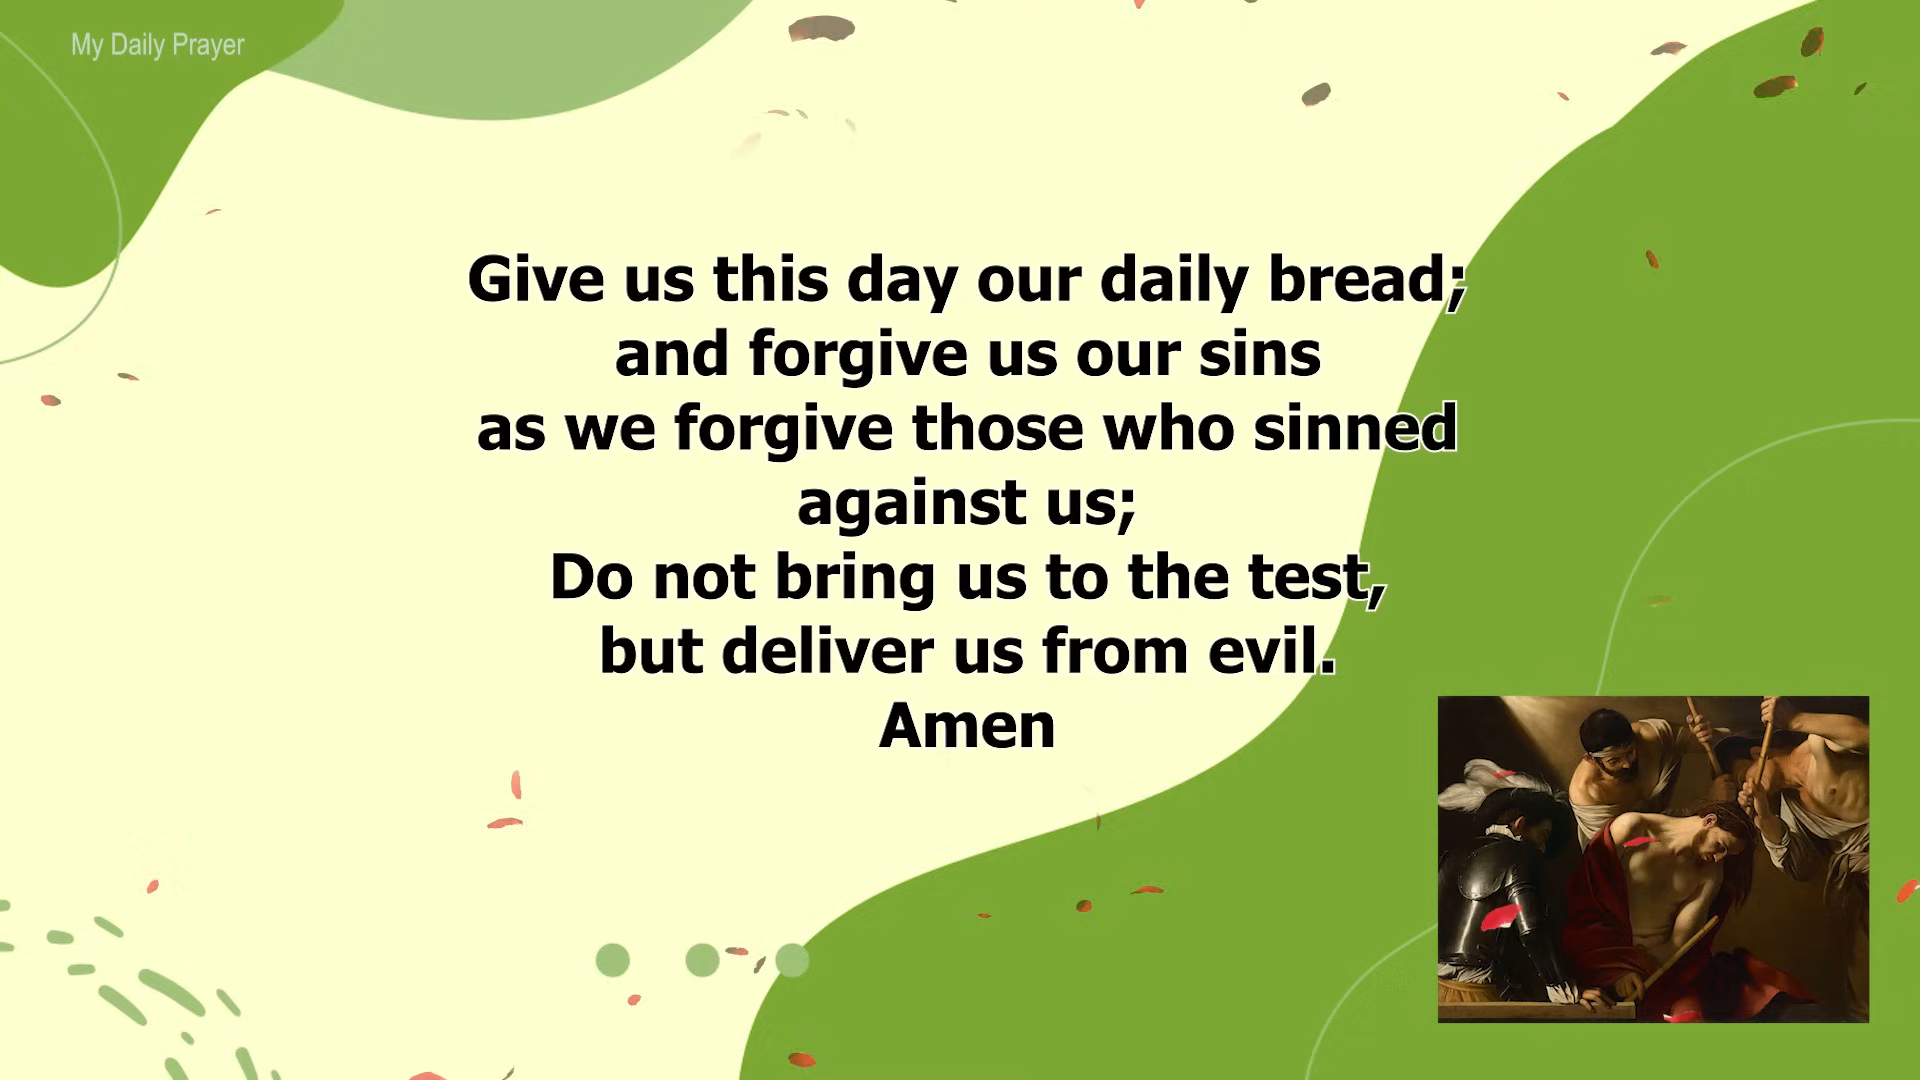 My Daily Prayer
Give us this day our daily bread;
and forgive us our sins
as we forgive those who sinned
against us;
Do not bring us to the test,
but deliver us from evil.
Amen